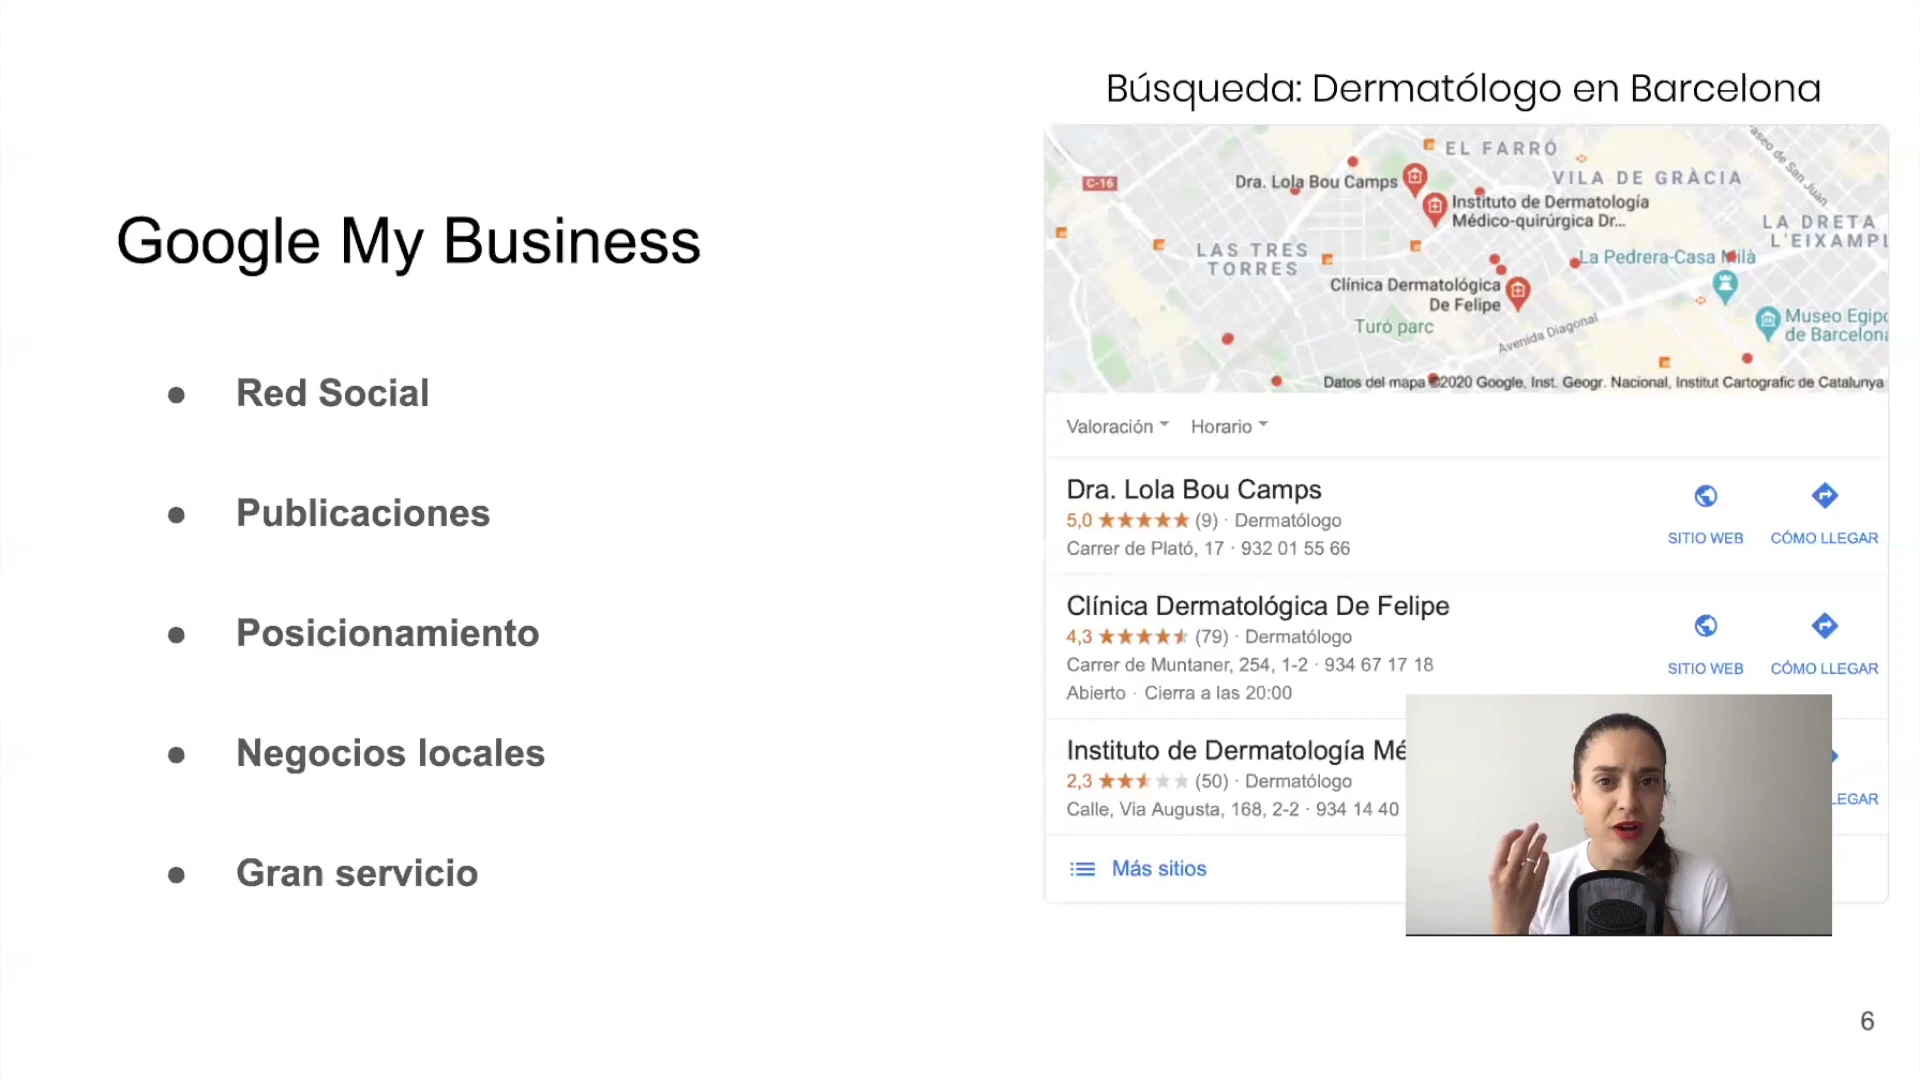 Búsqueda: Dermatólogo en Barcelona
Google My Business
● Red Social
● Publicaciones
● Posicionamiento
● Negocios locales
● Gran servicio
EL FARRÓ
C-16
Dra. Lola Bou Camps
VILA DE GRÀCIA
Paseo de San Juan
Instituto de Dermatología
Médico-quirúrgica Dr...
LA DRETA
L'EIXAMPL
LAS TRES
TORRES
La Pedrera-Casa Milà
Clínica Dermatológica
De Felipe
Turó parc
Avenida Diagonal
Museo Egipc
de Barcelona
Datos del mapa ©2020 Google, Inst. Geogr. Nacional, Institut Cartografic de Catalunya
Valoración Horario
Dra. Lola Bou Camps
5,0 ★★★★★ (9) · Dermatólogo
Carrer de Plató, 17 · 932 01 55 66
SITIO WEB CÓMO LLEGAR
Clínica Dermatológica De Felipe
4,3 (79) · Dermatólogo
Carrer de Muntaner, 254, 1-2 · 934 67 17 18
Abierto · Cierra a las 20:00
SITIO WEB CÓMO LLEGAR
Instituto de Dermatología Mé
2,3 (50) · Dermatólogo
Calle, Via Augusta, 168, 2-2 · 934 14 40
LEGAR
Más sitios
6